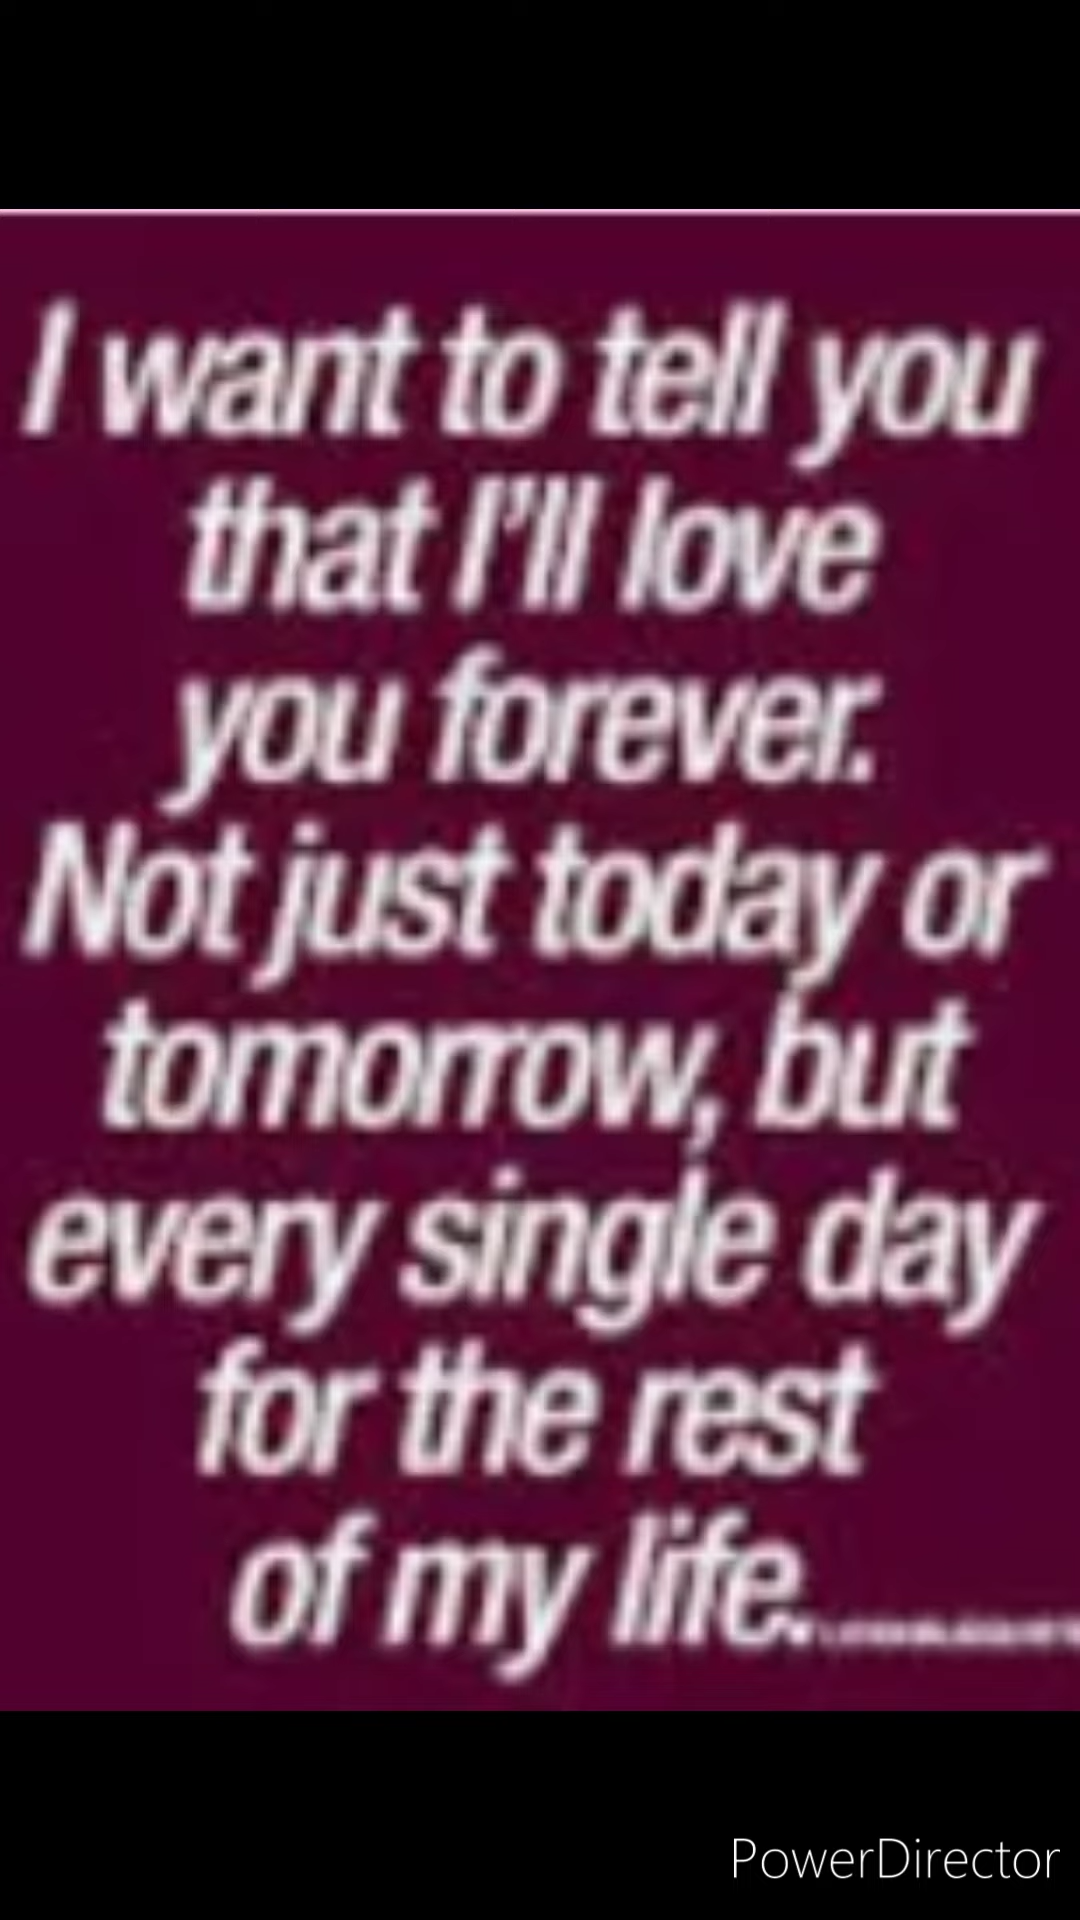 I want to tell you
that I'll love
you forever.
Not just today or
tomorrow, but
every single day
for the rest
of my life.
PowerDirector